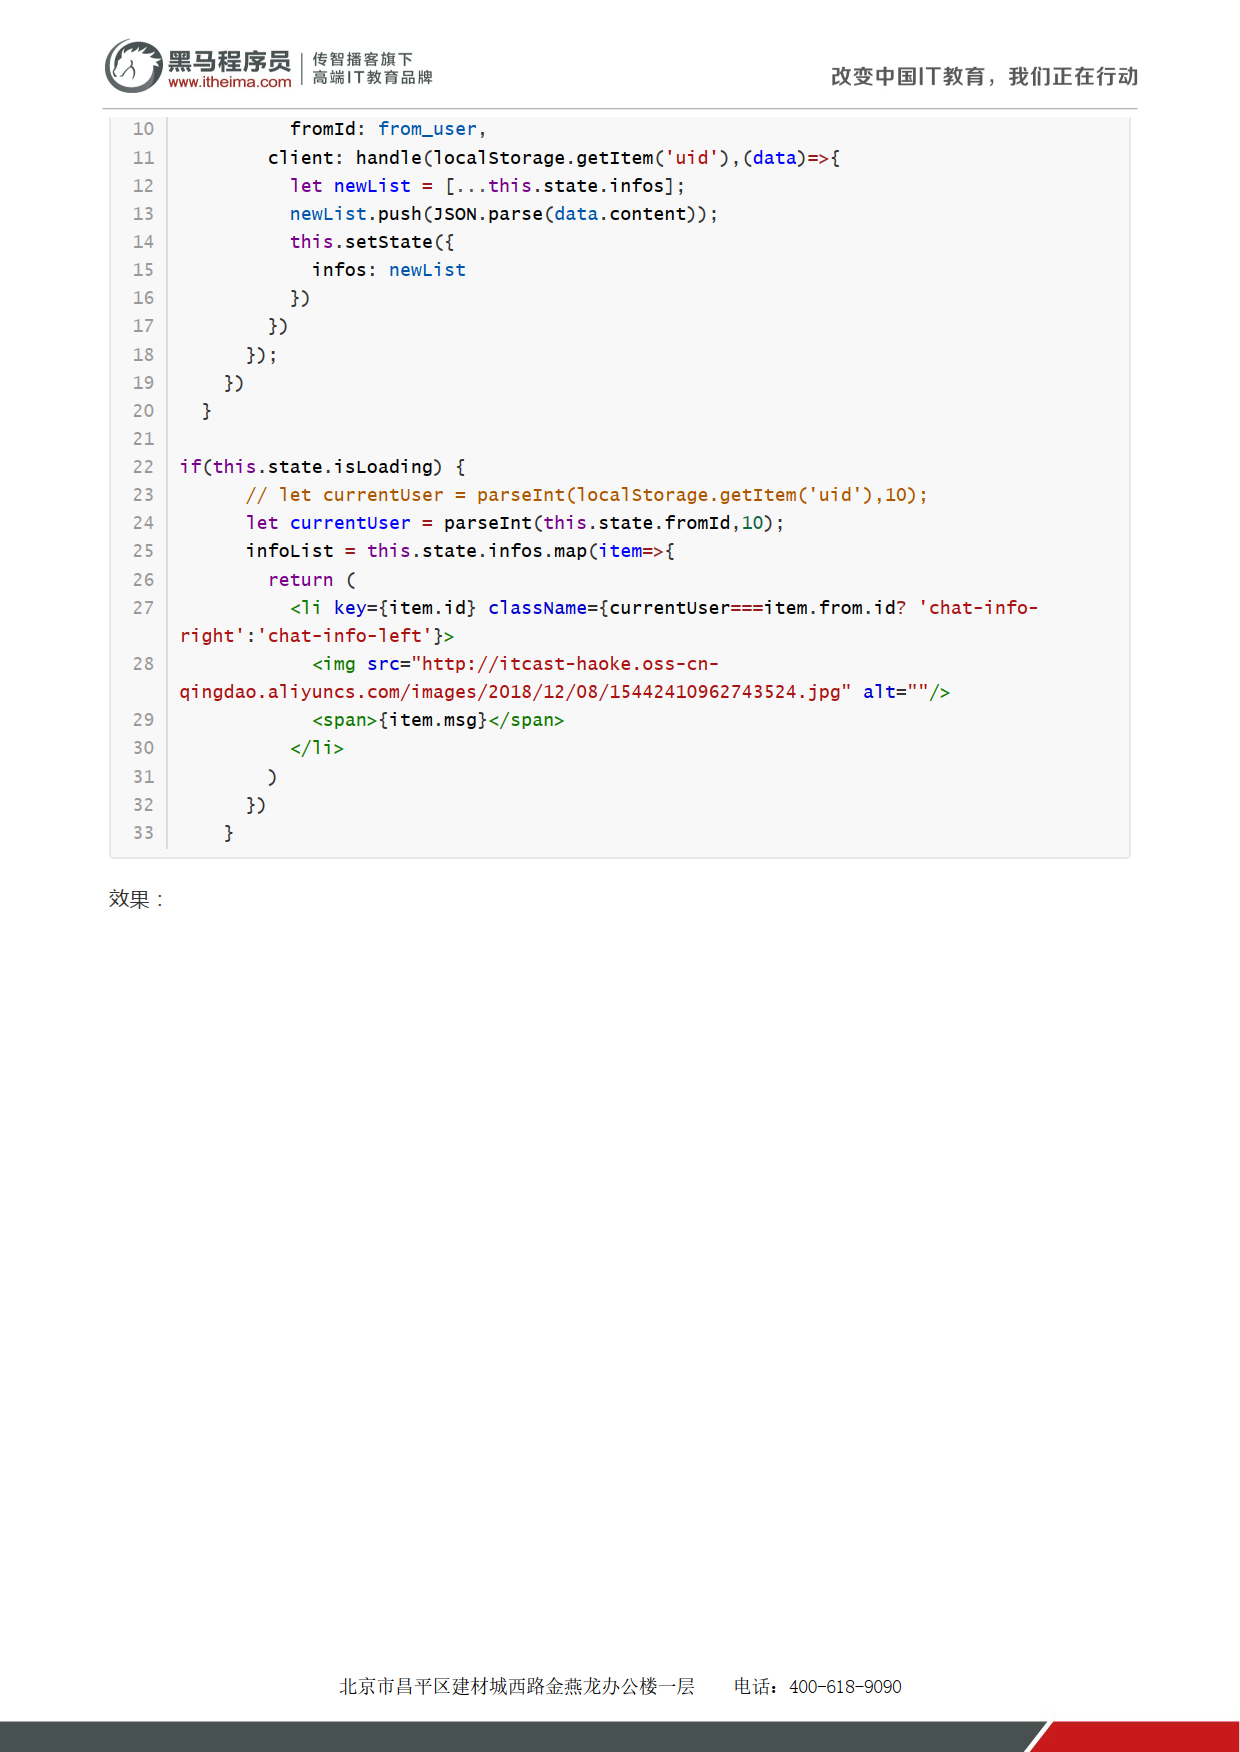 黑马程序员
www.itheima.com
传智播客旗下
高端IT教育品牌
改变中国IT教育，我们正在行动
10 fromId: from_user,
11 client: handle(localStorage.getItem('uid'),(data)=>{
12 let newList = [...this.state.infos];
13 newList.push(JSON.parse(data.content));
14 this.setState({
15 infos: newList
16 })
17 })
18 });
19 })
20 }
21
22 if(this.state.isLoading) {
23 // let currentUser = parseInt(localStorage.getItem('uid'),10);
24 let currentUser = parseInt(this.state.fromId,10);
25 infoList = this.state.infos.map(item=>{
26 return (
27 <li key={item.id} className={currentUser===item.from.id? 'chat-info-
right':'chat-info-left'}>
28 <img src="http://itcast-haoke.oss-cn-
qingdao.aliyuncs.com/images/2018/12/08/15442410962743524.jpg" alt=""/>
29 <span>{item.msg}</span>
30 </li>
31 )
32 })
33 }
效果：
北京市昌平区建材城西路金燕龙办公楼一层 电话：400-618-9090